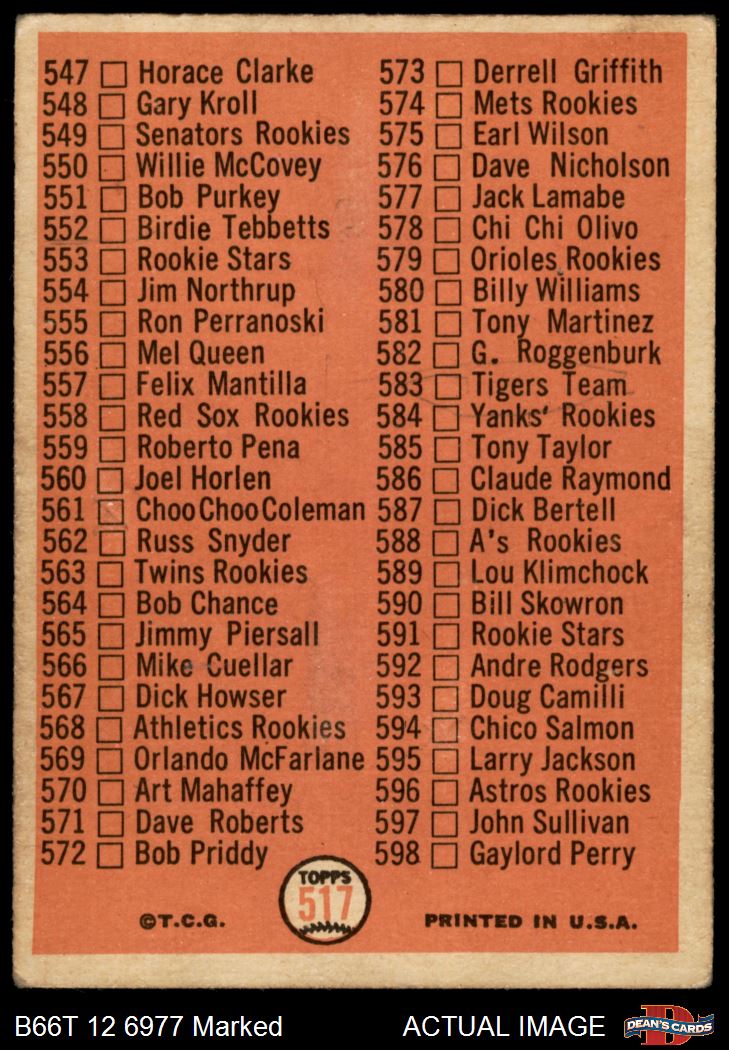 547 Horace Clarke
548 Gary Kroll
549 Senators Rookies
550 Willie McCovey
551 Bob Purkey
552 Birdie Tebbetts
553 Rookie Stars
554 Jim Northrup
555 Ron Perranoski
556 Mel Queen
557 Felix Mantilla
558 Red Sox Rookies
559 Roberto Pena
560 Joel Horlen
561 Choo Choo Coleman
562 Russ Snyder
563 Twins Rookies
564 Bob Chance
565 Jimmy Piersall
566 Mike Cuellar
567 Dick Howser
568 Athletics Rookies
569 Orlando McFarlane
570 Art Mahaffey
571 Dave Roberts
572 Bob Priddy
573 Derrell Griffith
574 Mets Rookies
575 Earl Wilson
576 Dave Nicholson
577 Jack Lamabe
578 Chi Chi Olivo
579 Orioles Rookies
580 Billy Williams
581 Tony Martinez
582 G. Roggenburk
583 Tigers Team
584 Yanks' Rookies
585 Tony Taylor
586 Claude Raymond
587 Dick Bertell
588 A's Rookies
589 Lou Klimchock
590 Bill Skowron
591 Rookie Stars
592 Andre Rodgers
593 Doug Camilli
594 Chico Salmon
595 Larry Jackson
596 Astros Rookies
597 John Sullivan
598 Gaylord Perry
TOPPS
517
©T.C.G.
PRINTED IN U.S.A.
B66T 12 6977 Marked
ACTUAL IMAGE
D
DEAN'S CARDS